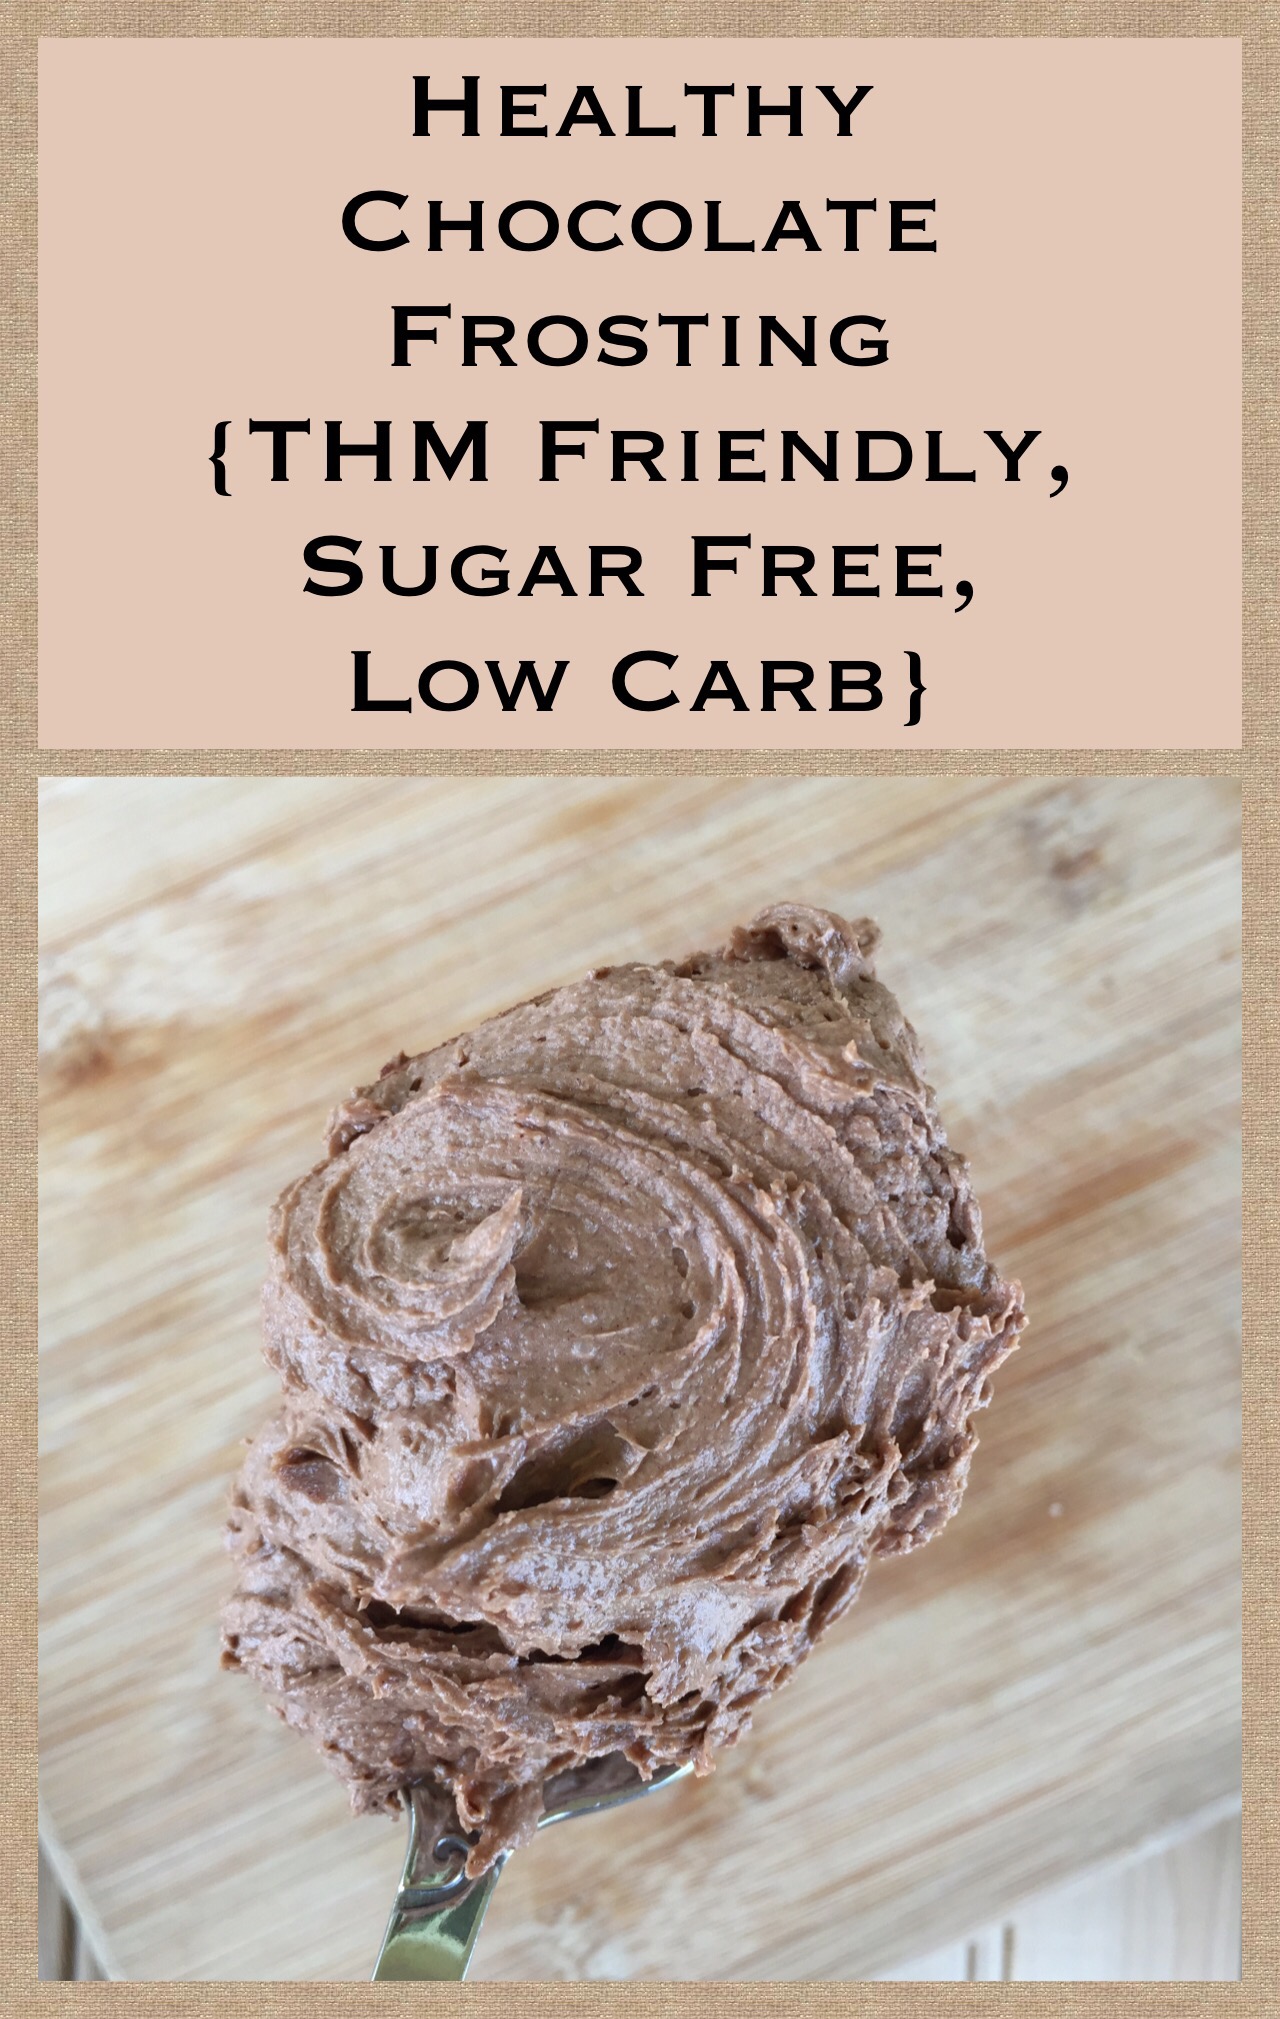 Healthy
Chocolate
Frosting
{THM Friendly,
Sugar Free,
Low Carb}